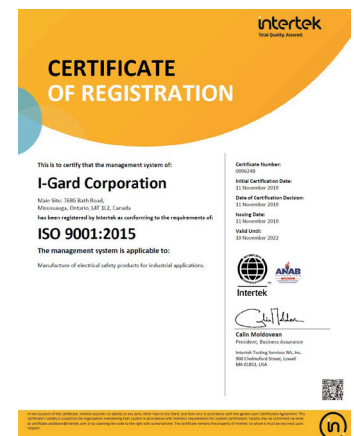 intertek
Total Quality. Assured.
CERTIFICATE
OF REGISTRATION
This is to certify that the management system of:
I-Gard Corporation
Main Site: 7686 Bath Road,
Mississauga, Ontario, L4T 1L2, Canada
has been registered by Intertek as conforming to the requirements of:
ISO 9001:2015
The management system is applicable to:
Manufacture of electrical safety products for industrial applications.
Certificate Number:
0096248
Initial Certification Date:
11 November 2019
Date of Certification Decision:
11 November 2019
Issuing Date:
11 November 2019
Valid Until:
10 November 2022
ANAB
Intertek
Calin Moldovean
President, Business Assurance
Intertek Testing Services NA, Inc.
900 Chelmsford Street, Lowell
MA 01851, USA
in